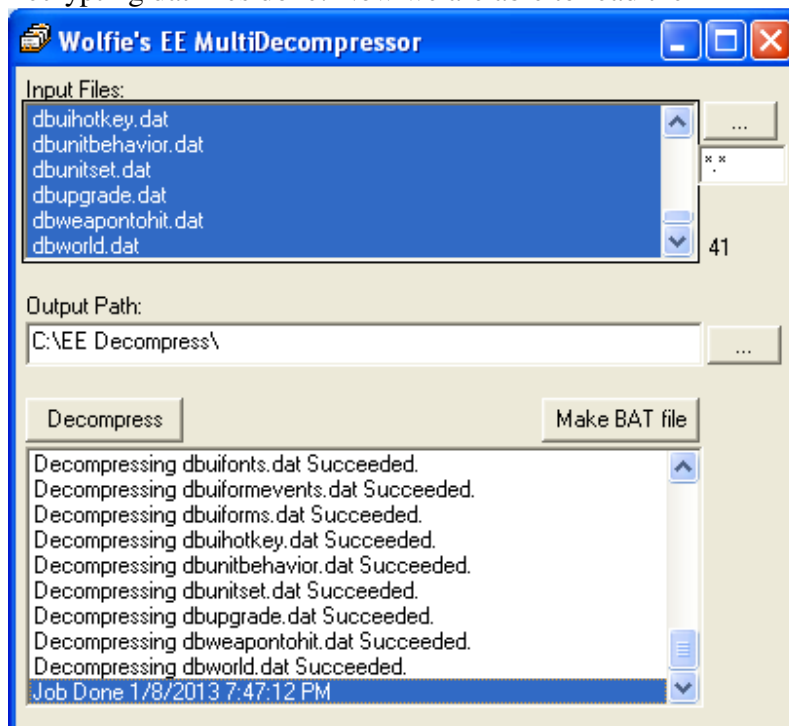 Wolfie's EE MultiDecompressor
Input Files:
dbuihotkey.dat
dbunitbehavior.dat
dbunitset.dat
dbupgrade.dat
dbweapontohit.dat
dbworld.dat
...
*.*
41
Output Path:
C:\EE Decompress\
...
Decompress
Make BAT file
Decompressing dbuifonts.dat Succeeded.
Decompressing dbuiformevents.dat Succeeded.
Decompressing dbuiforms.dat Succeeded.
Decompressing dbuihotkey.dat Succeeded.
Decompressing dbunitbehavior.dat Succeeded.
Decompressing dbunitset.dat Succeeded.
Decompressing dbupgrade.dat Succeeded.
Decompressing dbweapontohit.dat Succeeded.
Decompressing dbworld.dat Succeeded.
Job Done 1/8/2013 7:47:12 PM